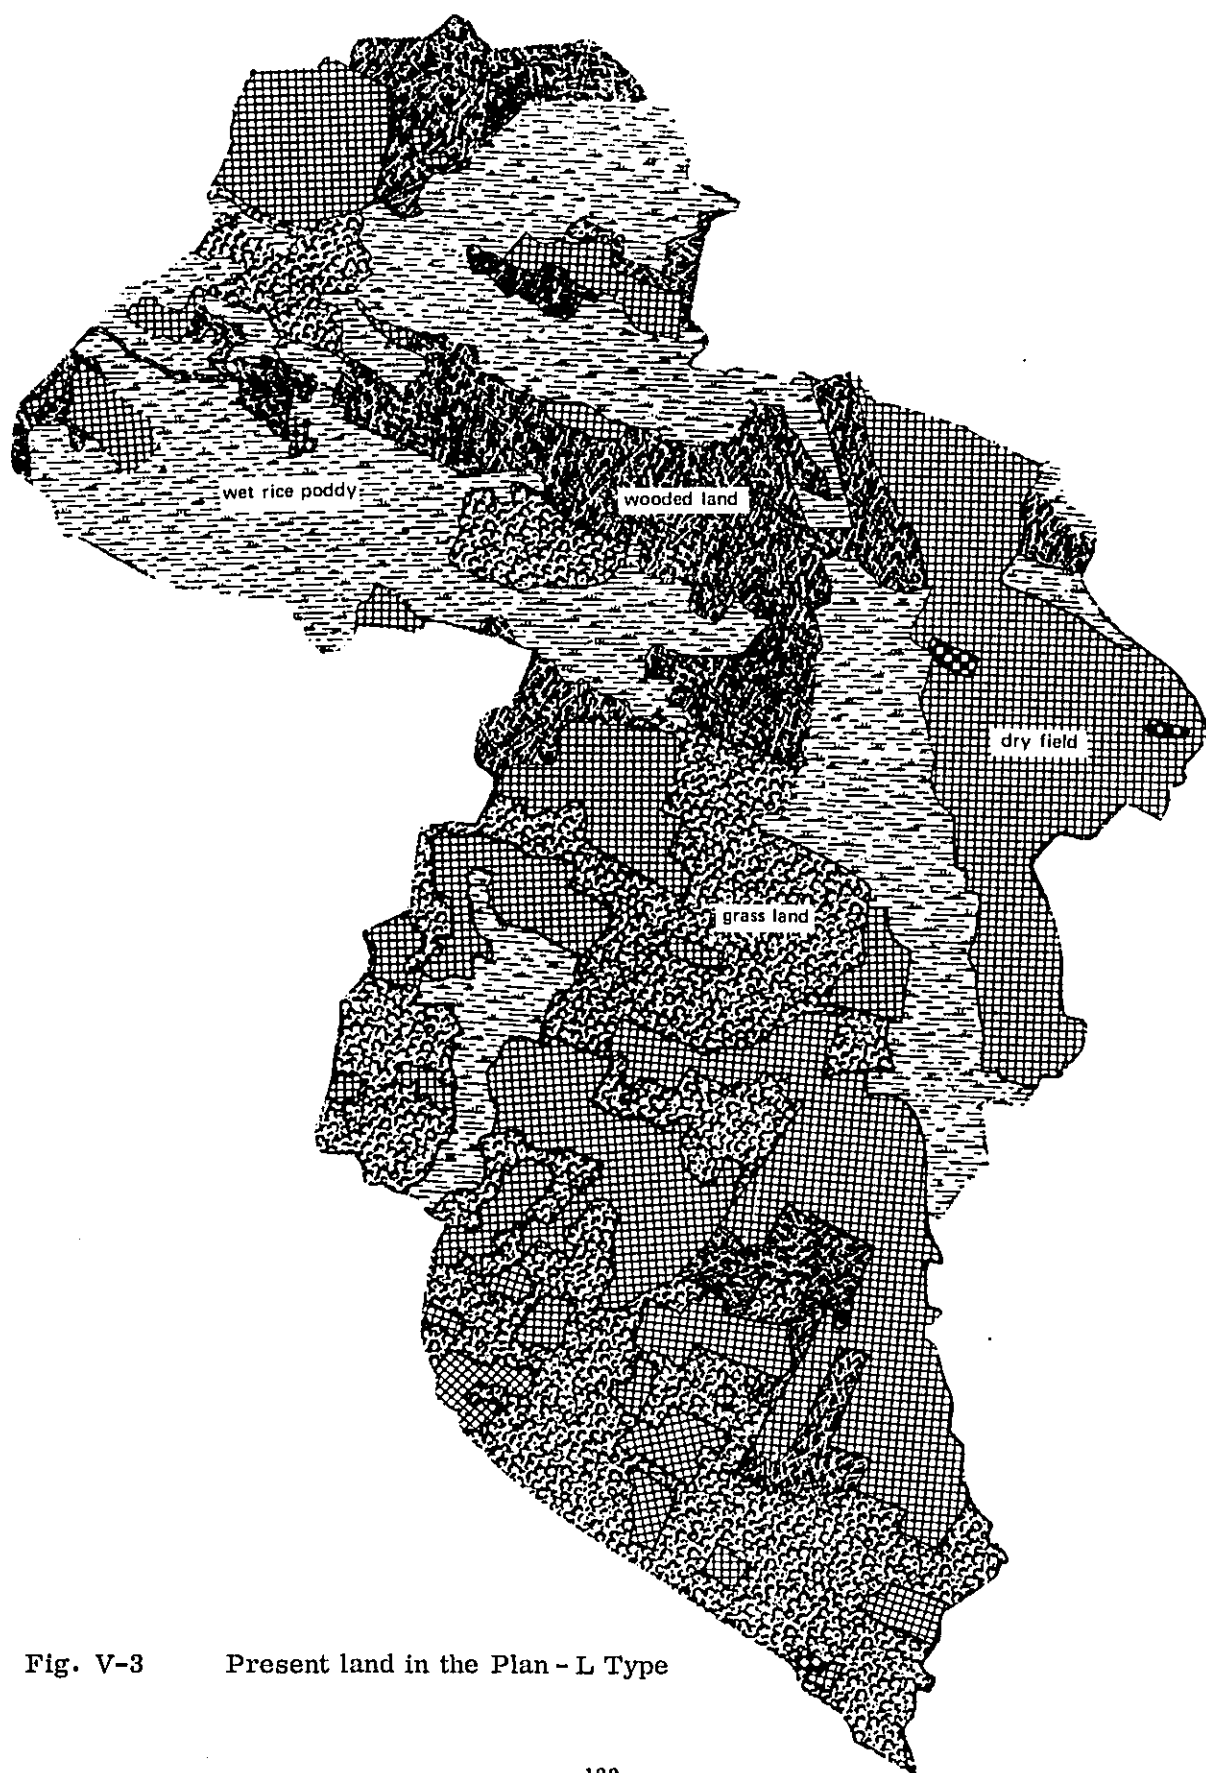 wet rice poddy
wooded land
dry field
grass land
Fig. V-3 Present land in the Plan - L Type